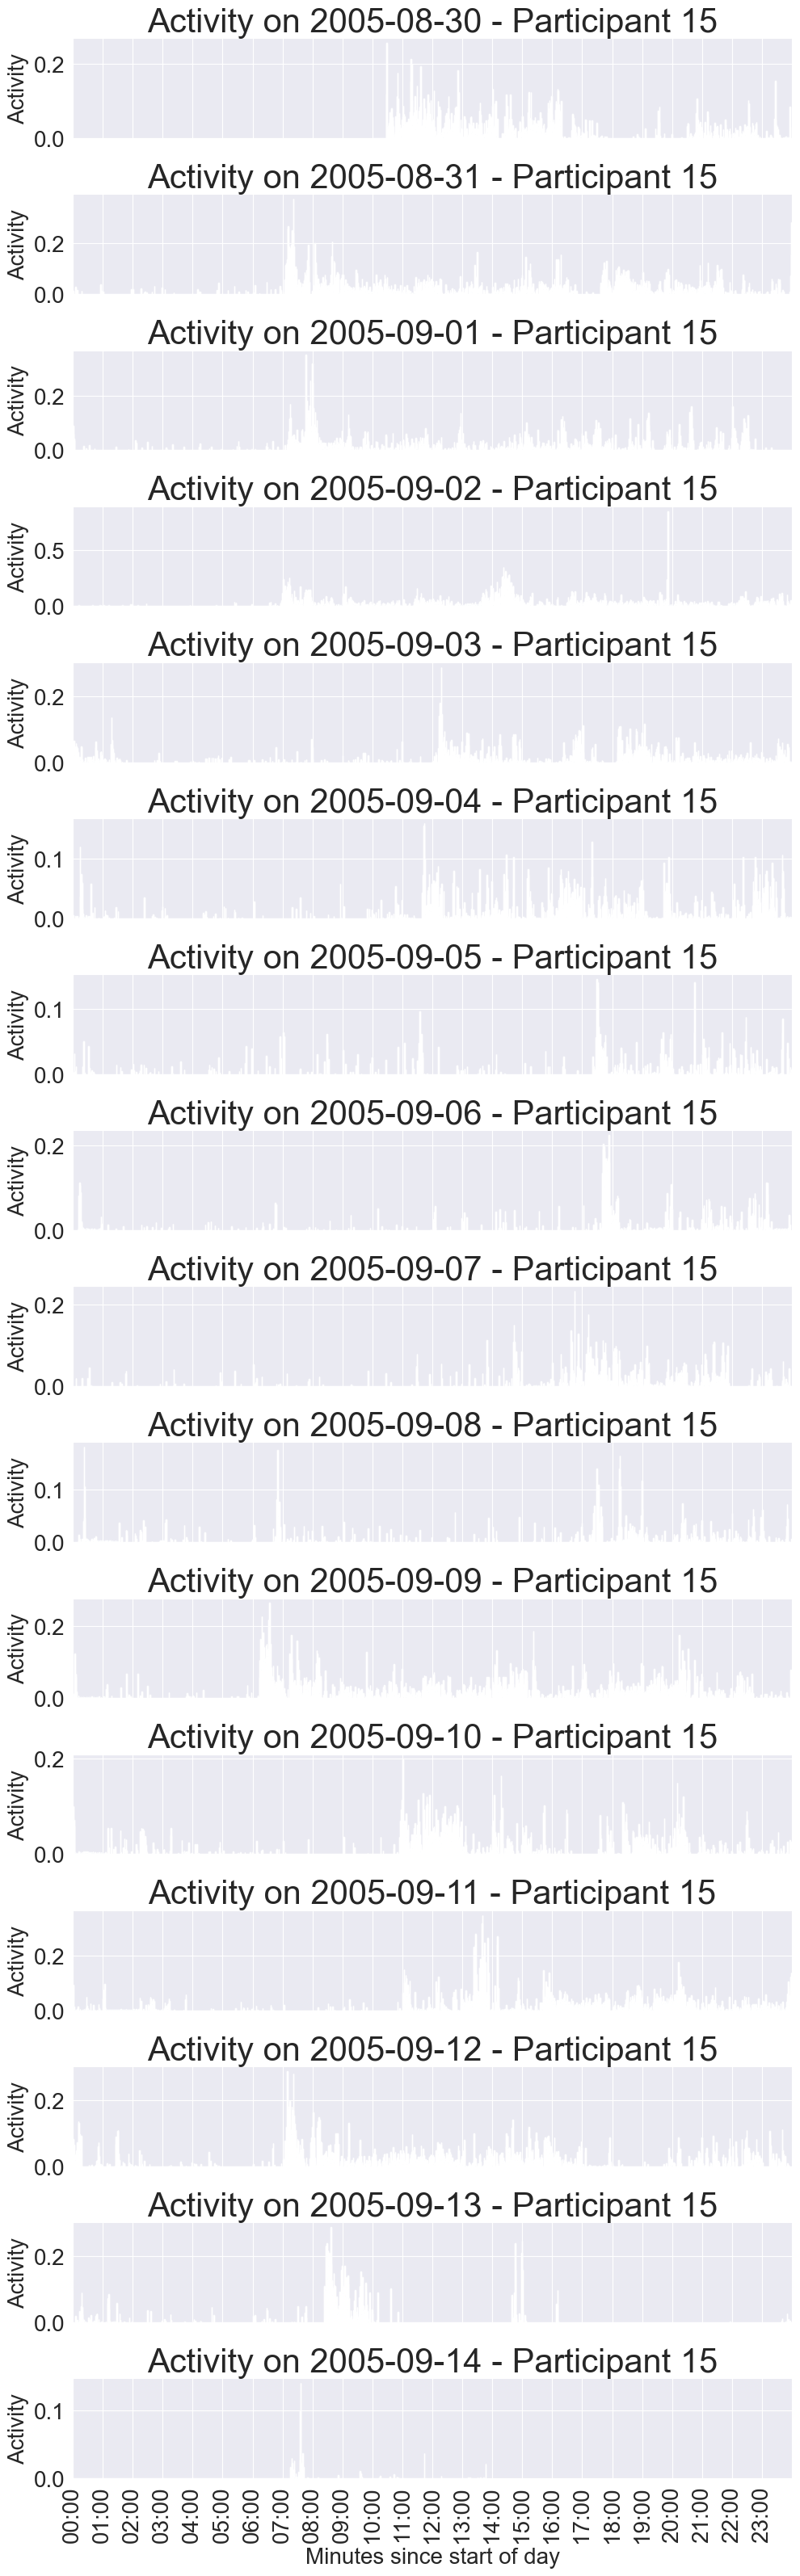 Activity on 2005-08-30 - Participant 15
Activity
0.2
0.0
Activity on 2005-08-31 - Participant 15
Activity
0.2
0.0
Activity on 2005-09-01 - Participant 15
Activity
0.2
0.0
Activity on 2005-09-02 - Participant 15
Activity
0.5
0.0
Activity on 2005-09-03 - Participant 15
Activity
0.2
0.0
Activity on 2005-09-04 - Participant 15
Activity
0.1
0.0
Activity on 2005-09-05 - Participant 15
Activity
0.1
0.0
Activity on 2005-09-06 - Participant 15
Activity
0.2
0.0
Activity on 2005-09-07 - Participant 15
Activity
0.2
0.0
Activity on 2005-09-08 - Participant 15
Activity
0.1
0.0
Activity on 2005-09-09 - Participant 15
Activity
0.2
0.0
Activity on 2005-09-10 - Participant 15
Activity
0.2
0.0
Activity on 2005-09-11 - Participant 15
Activity
0.2
0.0
Activity on 2005-09-12 - Participant 15
Activity
0.2
0.0
Activity on 2005-09-13 - Participant 15
Activity
0.2
0.0
Activity on 2005-09-14 - Participant 15
Activity
0.1
0.0
00:00 01:00 02:00 03:00 04:00 05:00 06:00 07:00 08:00 09:00 10:00 11:00 12:00 13:00 14:00 15:00 16:00 17:00 18:00 19:00 20:00 21:00 22:00 23:00
Minutes since start of day